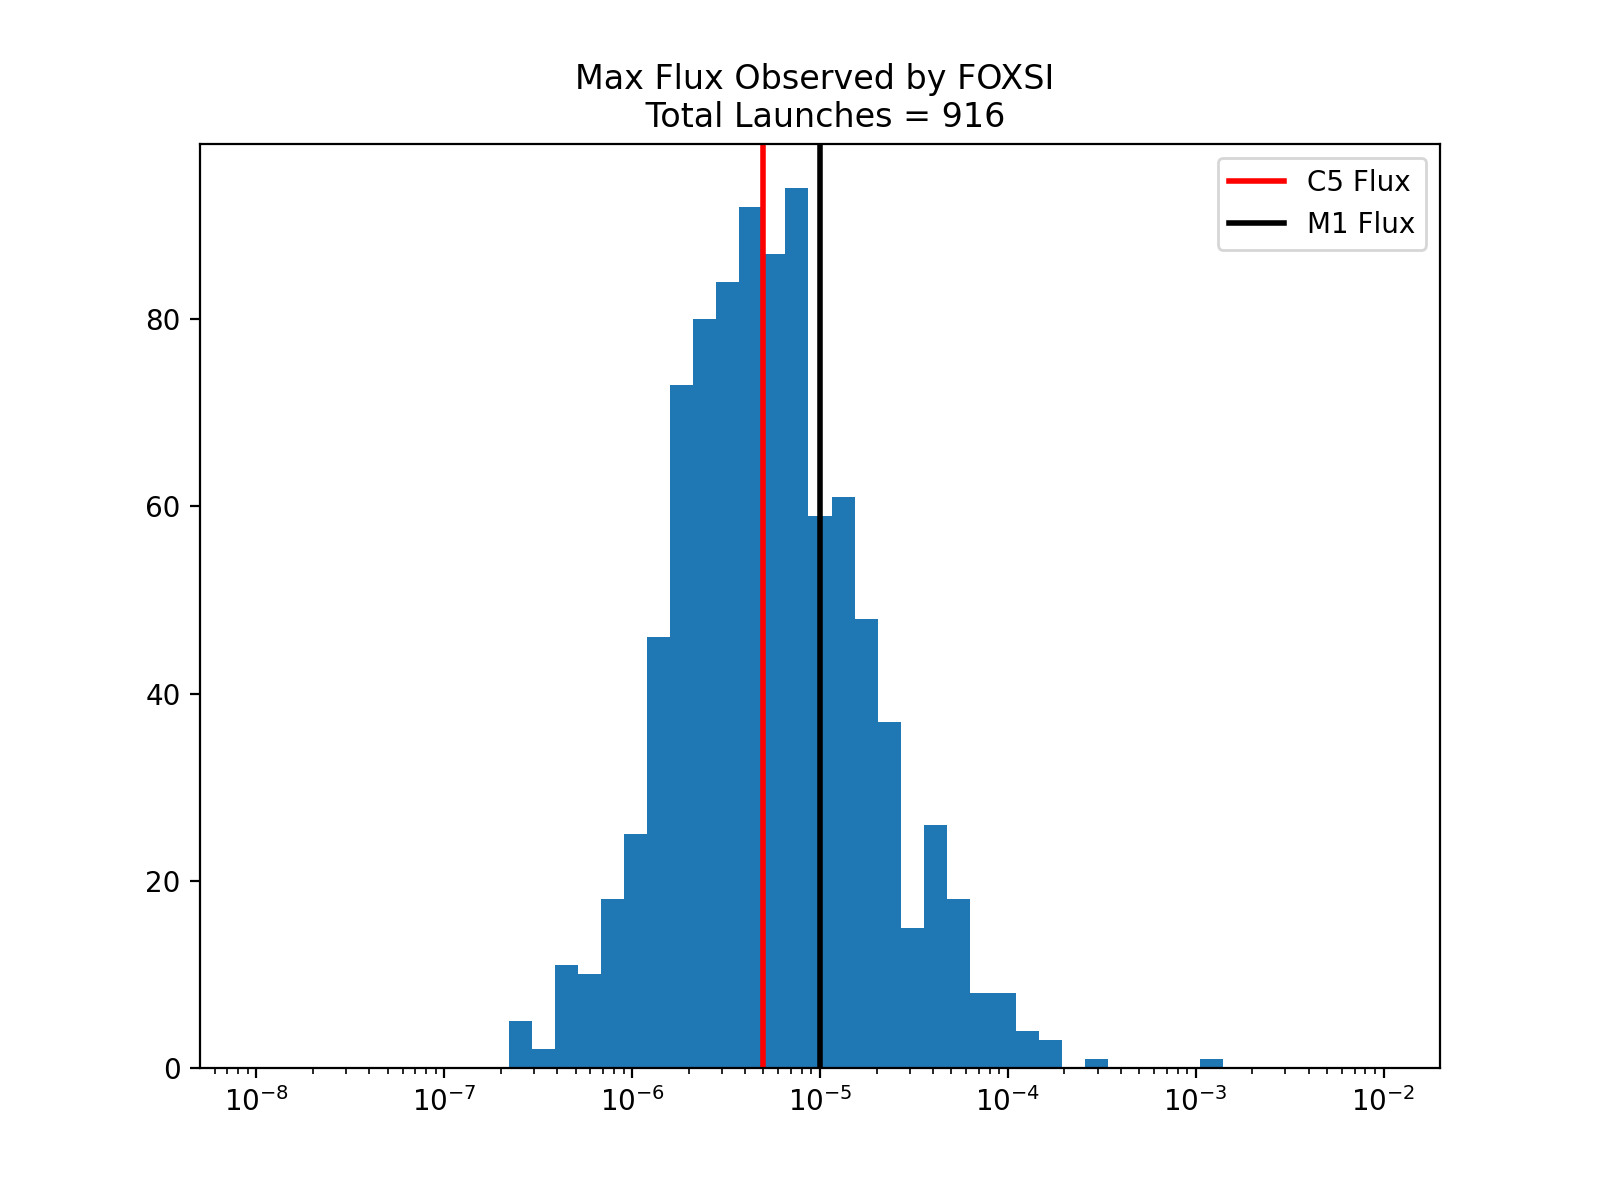 Max Flux Observed by FOXSI
Total Launches = 916
C5 Flux
M1 Flux
80
60
40
20
0
10⁻⁸ 10⁻⁷ 10⁻⁶ 10⁻⁵ 10⁻⁴ 10⁻³ 10⁻²